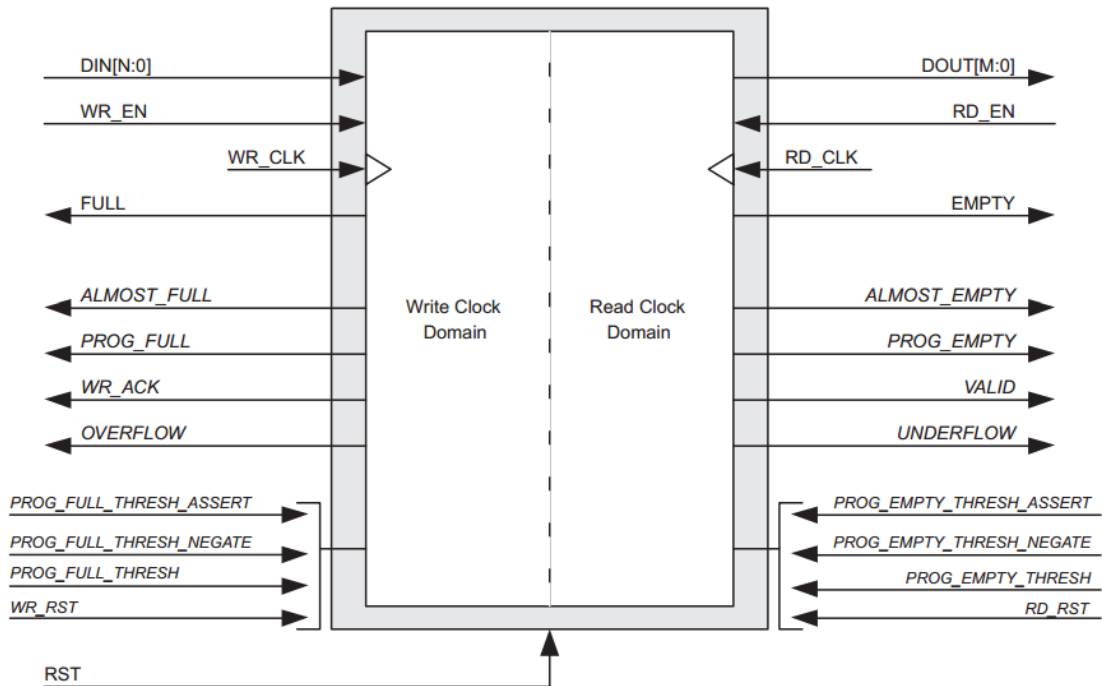 DIN[N:0]
DOUT[M:0]
WR_EN
RD_EN
WR_CLK
RD_CLK
FULL
EMPTY
ALMOST_FULL
Write Clock
Domain
Read Clock
Domain
ALMOST_EMPTY
PROG_FULL
PROG_EMPTY
WR_ACK
VALID
OVERFLOW
UNDERFLOW
PROG_FULL_THRESH_ASSERT
PROG_EMPTY_THRESH_ASSERT
PROG_FULL_THRESH_NEGATE
PROG_EMPTY_THRESH_NEGATE
PROG_FULL_THRESH
PROG_EMPTY_THRESH
WR_RST
RD_RST
RST